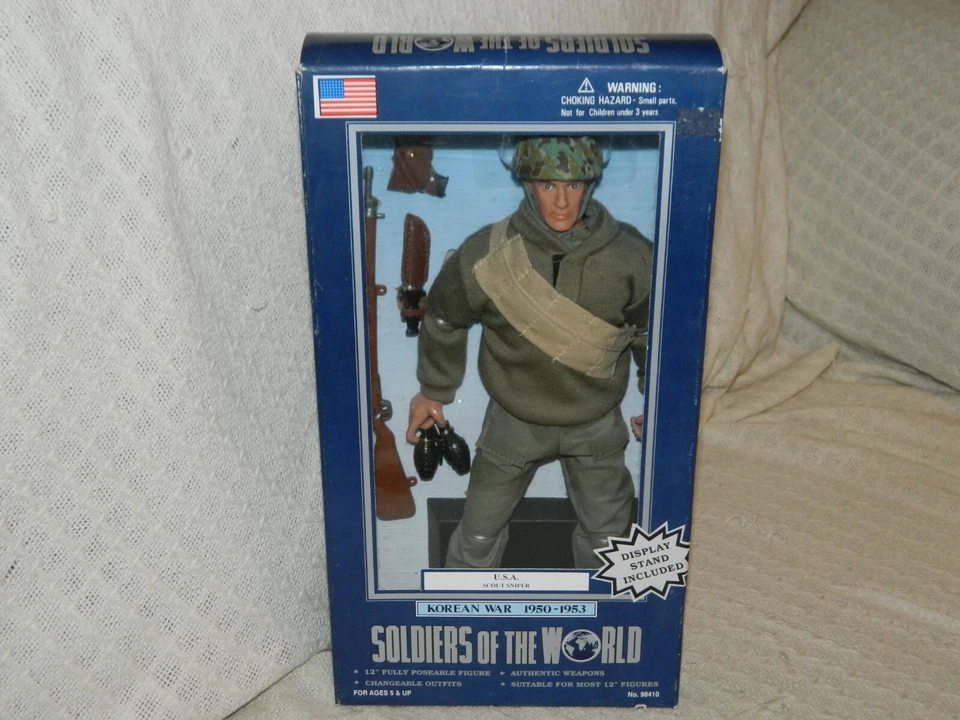 SOLDIERS OF THE WORLD
WARNING:
CHOKING HAZARD - Small parts.
Not for Children under 3 years.
DISPLAY
STAND
INCLUDED
U.S.A.
SCOUT SNIPER
KOREAN WAR 1950-1953
SOLDIERS OF THE WORLD
★ 12" FULLY POSEABLE FIGURE ★ AUTHENTIC WEAPONS
★ CHANGEABLE OUTFITS ★ SUITABLE FOR MOST 12" FIGURES
FOR AGES 5 & UP No. 98410